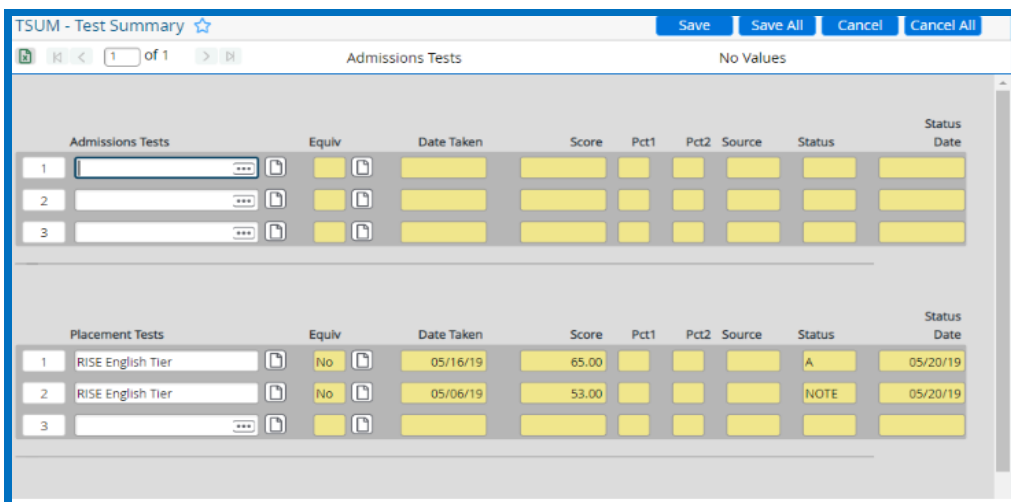 TSUM - Test Summary Save Save All Cancel Cancel All
1 of 1 Admissions Tests No Values
Status
Admissions Tests Equiv Date Taken Score Pct1 Pct2 Source Status Date
1
2
3
Status
Placement Tests Equiv Date Taken Score Pct1 Pct2 Source Status Date
1 RISE English Tier No 05/16/19 65.00 A 05/20/19
2 RISE English Tier No 05/06/19 53.00 NOTE 05/20/19
3